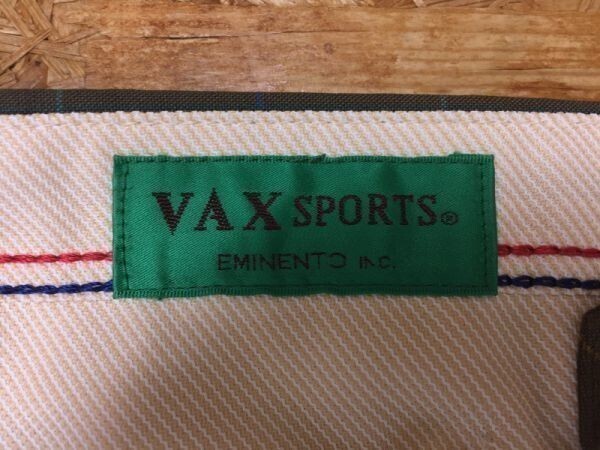 VAX SPORTS®
EMINENTO INC.